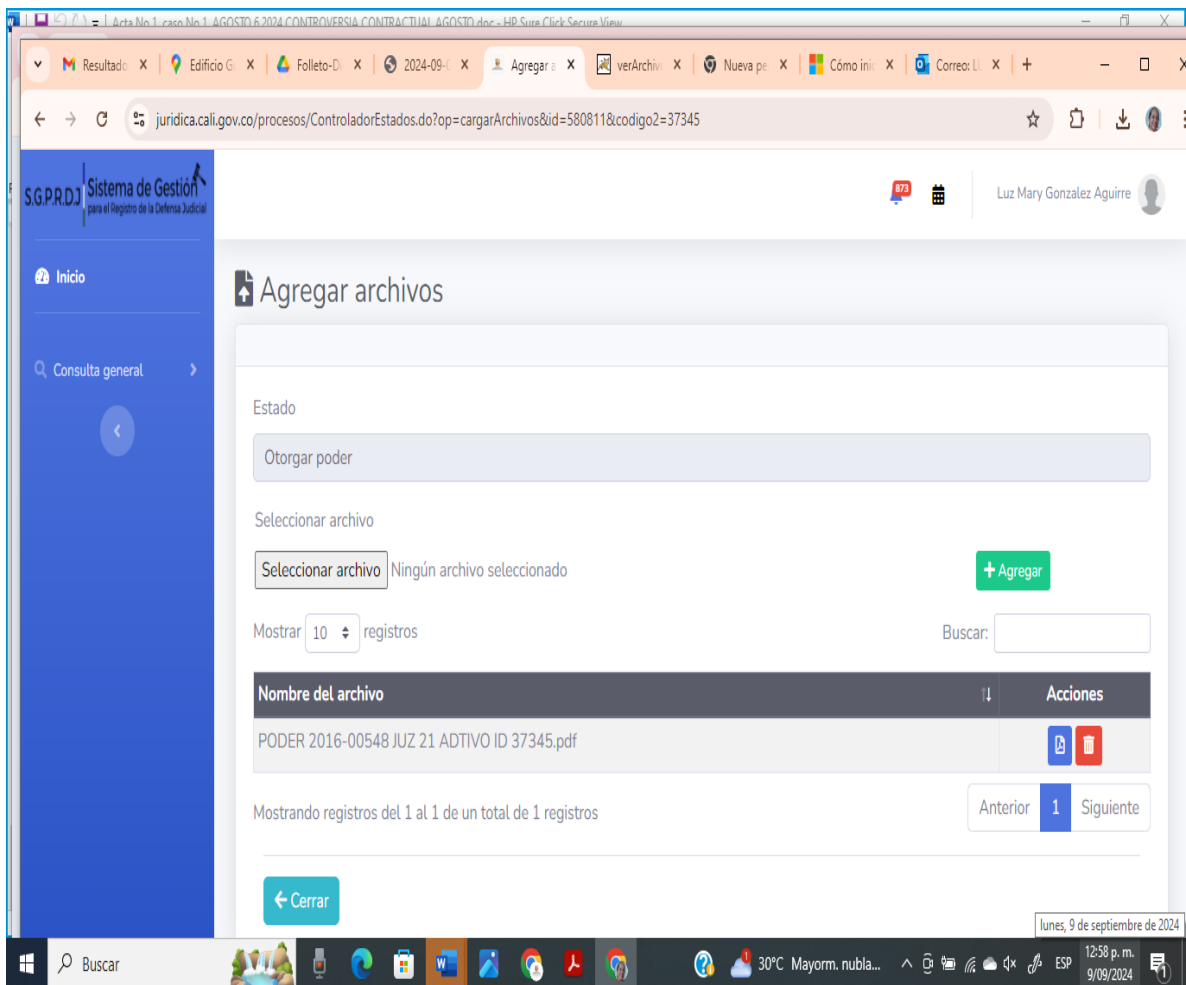 Acta No 1 caso No 1 AGOSTO 6 2024 CONTROVERSIA CONTRACTUAL AGOSTO.doc - HP Sure Click Secure View
Resultado
Edificio G
Folleto-D
2024-09-
Agregar a
verArchiv
Nueva pe
Cómo inic
Correo: L
juridica.cali.gov.co/procesos/ControladorEstados.do?op=cargarArchivos&id=580811&codigo2=37345
S.G.P.R.D.J Sistema de Gestión
para el Registro de la Defensa Judicial
873
Luz Mary Gonzalez Aguirre
Inicio
Agregar archivos
Consulta general
Estado
Otorgar poder
Seleccionar archivo
Seleccionar archivo Ningún archivo seleccionado
+ Agregar
Mostrar 10 registros
Buscar:
Nombre del archivo
Acciones
PODER 2016-00548 JUZ 21 ADTIVO ID 37345.pdf
Mostrando registros del 1 al 1 de un total de 1 registros
Anterior 1 Siguiente
Cerrar
lunes, 9 de septiembre de 2024
Buscar
30°C Mayorm. nubla...
ESP
12:58 p. m.
9/09/2024
1